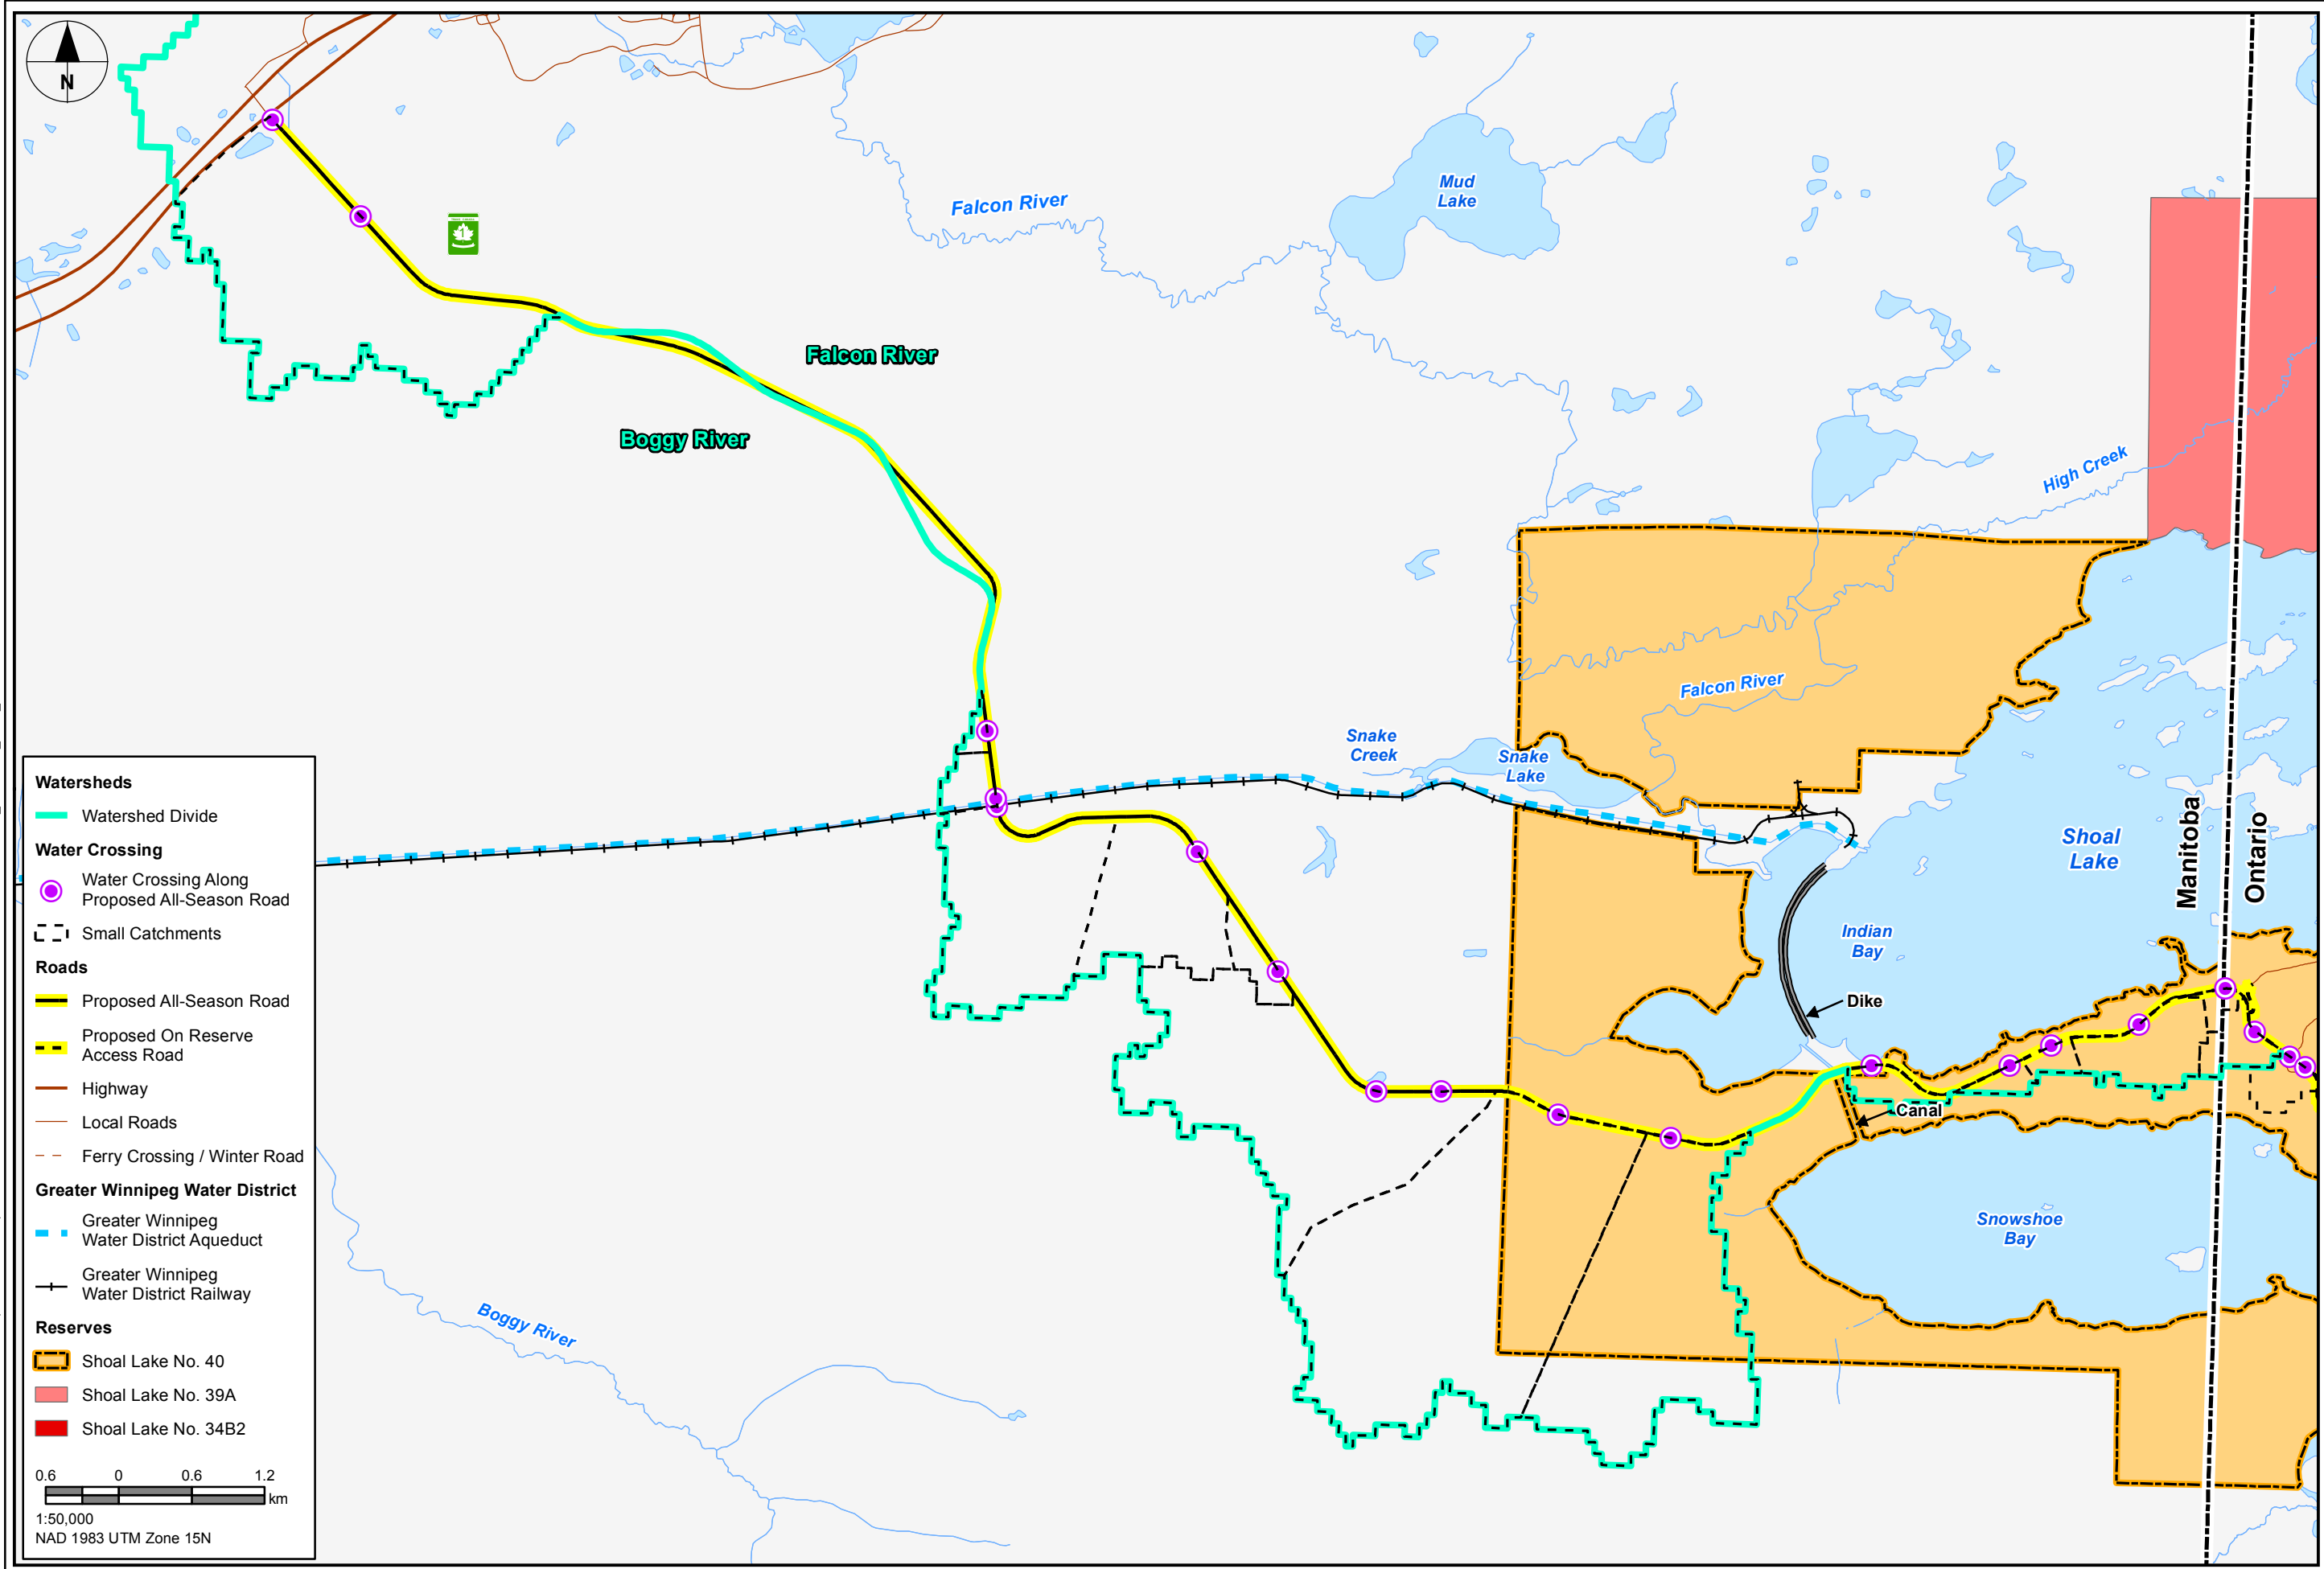 N
1
Falcon River
Mud
Lake
Falcon River
Boggy River
High Creek
Falcon River
Snake
Creek
Snake
Lake
Shoal
Lake
Manitoba
Ontario
Indian
Bay
Dike
Canal
Snowshoe
Bay
Boggy River
Watersheds
Watershed Divide
Water Crossing
Water Crossing Along
Proposed All-Season Road
Small Catchments
Roads
Proposed All-Season Road
Proposed On Reserve
Access Road
Highway
Local Roads
Ferry Crossing / Winter Road
Greater Winnipeg Water District
Greater Winnipeg
Water District Aqueduct
Greater Winnipeg
Water District Railway
Reserves
Shoal Lake No. 40
Shoal Lake No. 39A
Shoal Lake No. 34B2
0.6 0 0.6 1.2
km
1:50,000
NAD 1983 UTM Zone 15N